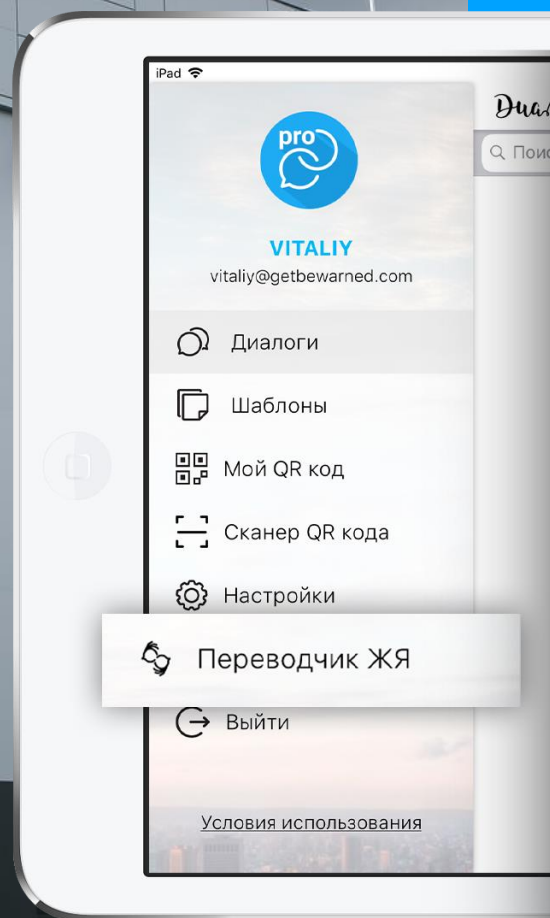 iPad
pro
VITALIY
vitaliy@getbewarned.com
Диалоги
Шаблоны
Мой QR код
Сканер QR кода
Настройки
Переводчик ЖЯ
Выйти
Условия использования